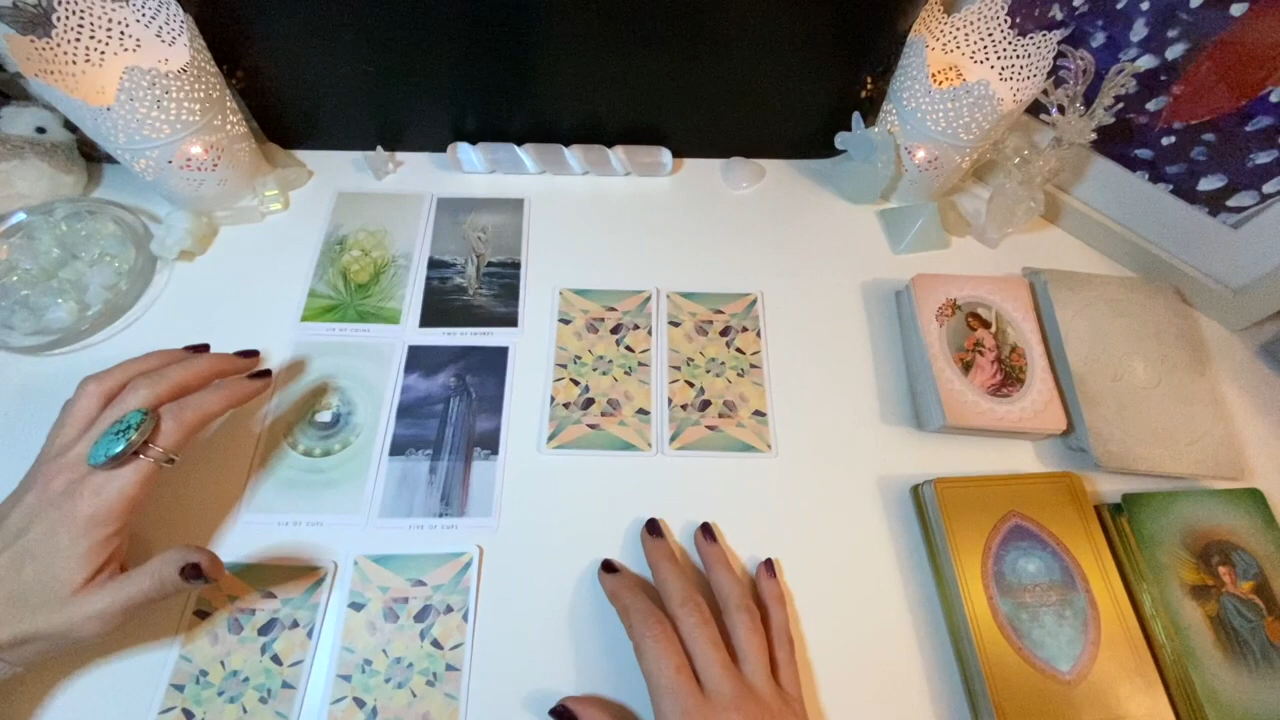 SIX OF COINS
TWO OF SWORDS
SIX OF CUPS
FIVE OF CUPS